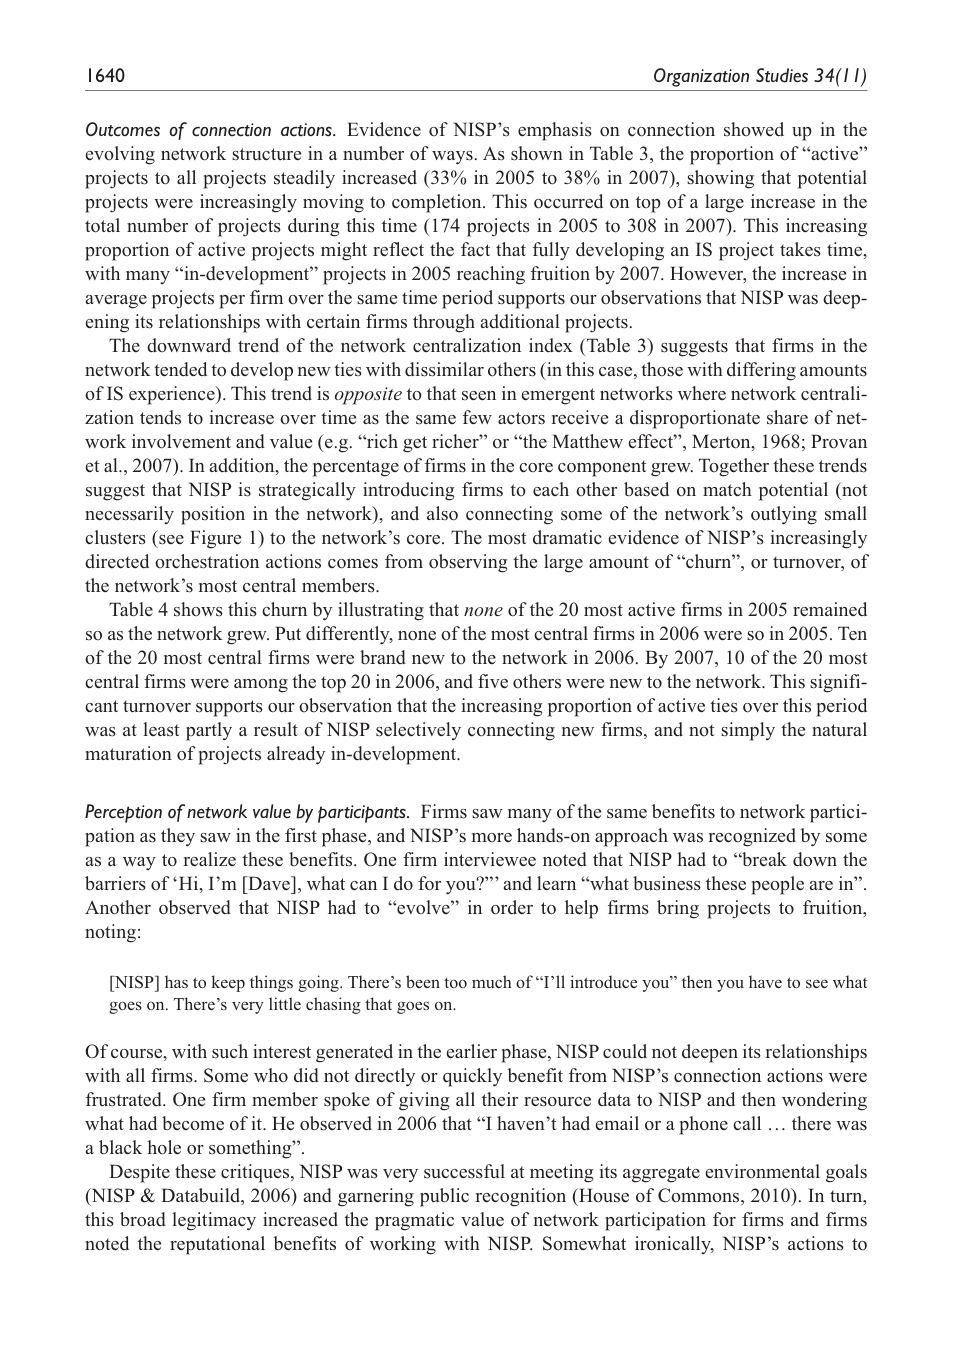 1640
Organization Studies 34(11)
Outcomes of connection actions. Evidence of NISP’s emphasis on connection showed up in the
evolving network structure in a number of ways. As shown in Table 3, the proportion of “active”
projects to all projects steadily increased (33% in 2005 to 38% in 2007), showing that potential
projects were increasingly moving to completion. This occurred on top of a large increase in the
total number of projects during this time (174 projects in 2005 to 308 in 2007). This increasing
proportion of active projects might reflect the fact that fully developing an IS project takes time,
with many “in-development” projects in 2005 reaching fruition by 2007. However, the increase in
average projects per firm over the same time period supports our observations that NISP was deep-
ening its relationships with certain firms through additional projects.
The downward trend of the network centralization index (Table 3) suggests that firms in the
network tended to develop new ties with dissimilar others (in this case, those with differing amounts
of IS experience). This trend is opposite to that seen in emergent networks where network centrali-
zation tends to increase over time as the same few actors receive a disproportionate share of net-
work involvement and value (e.g. “rich get richer” or “the Matthew effect”, Merton, 1968; Provan
et al., 2007). In addition, the percentage of firms in the core component grew. Together these trends
suggest that NISP is strategically introducing firms to each other based on match potential (not
necessarily position in the network), and also connecting some of the network’s outlying small
clusters (see Figure 1) to the network’s core. The most dramatic evidence of NISP’s increasingly
directed orchestration actions comes from observing the large amount of “churn”, or turnover, of
the network’s most central members.
Table 4 shows this churn by illustrating that none of the 20 most active firms in 2005 remained
so as the network grew. Put differently, none of the most central firms in 2006 were so in 2005. Ten
of the 20 most central firms were brand new to the network in 2006. By 2007, 10 of the 20 most
central firms were among the top 20 in 2006, and five others were new to the network. This signifi-
cant turnover supports our observation that the increasing proportion of active ties over this period
was at least partly a result of NISP selectively connecting new firms, and not simply the natural
maturation of projects already in-development.
Perception of network value by participants. Firms saw many of the same benefits to network partici-
pation as they saw in the first phase, and NISP’s more hands-on approach was recognized by some
as a way to realize these benefits. One firm interviewee noted that NISP had to “break down the
barriers of ‘Hi, I’m [Dave], what can I do for you?”’ and learn “what business these people are in”.
Another observed that NISP had to “evolve” in order to help firms bring projects to fruition,
noting:
[NISP] has to keep things going. There’s been too much of “I’ll introduce you” then you have to see what
goes on. There’s very little chasing that goes on.
Of course, with such interest generated in the earlier phase, NISP could not deepen its relationships
with all firms. Some who did not directly or quickly benefit from NISP’s connection actions were
frustrated. One firm member spoke of giving all their resource data to NISP and then wondering
what had become of it. He observed in 2006 that “I haven’t had email or a phone call … there was
a black hole or something”.
Despite these critiques, NISP was very successful at meeting its aggregate environmental goals
(NISP & Databuild, 2006) and garnering public recognition (House of Commons, 2010). In turn,
this broad legitimacy increased the pragmatic value of network participation for firms and firms
noted the reputational benefits of working with NISP. Somewhat ironically, NISP’s actions to